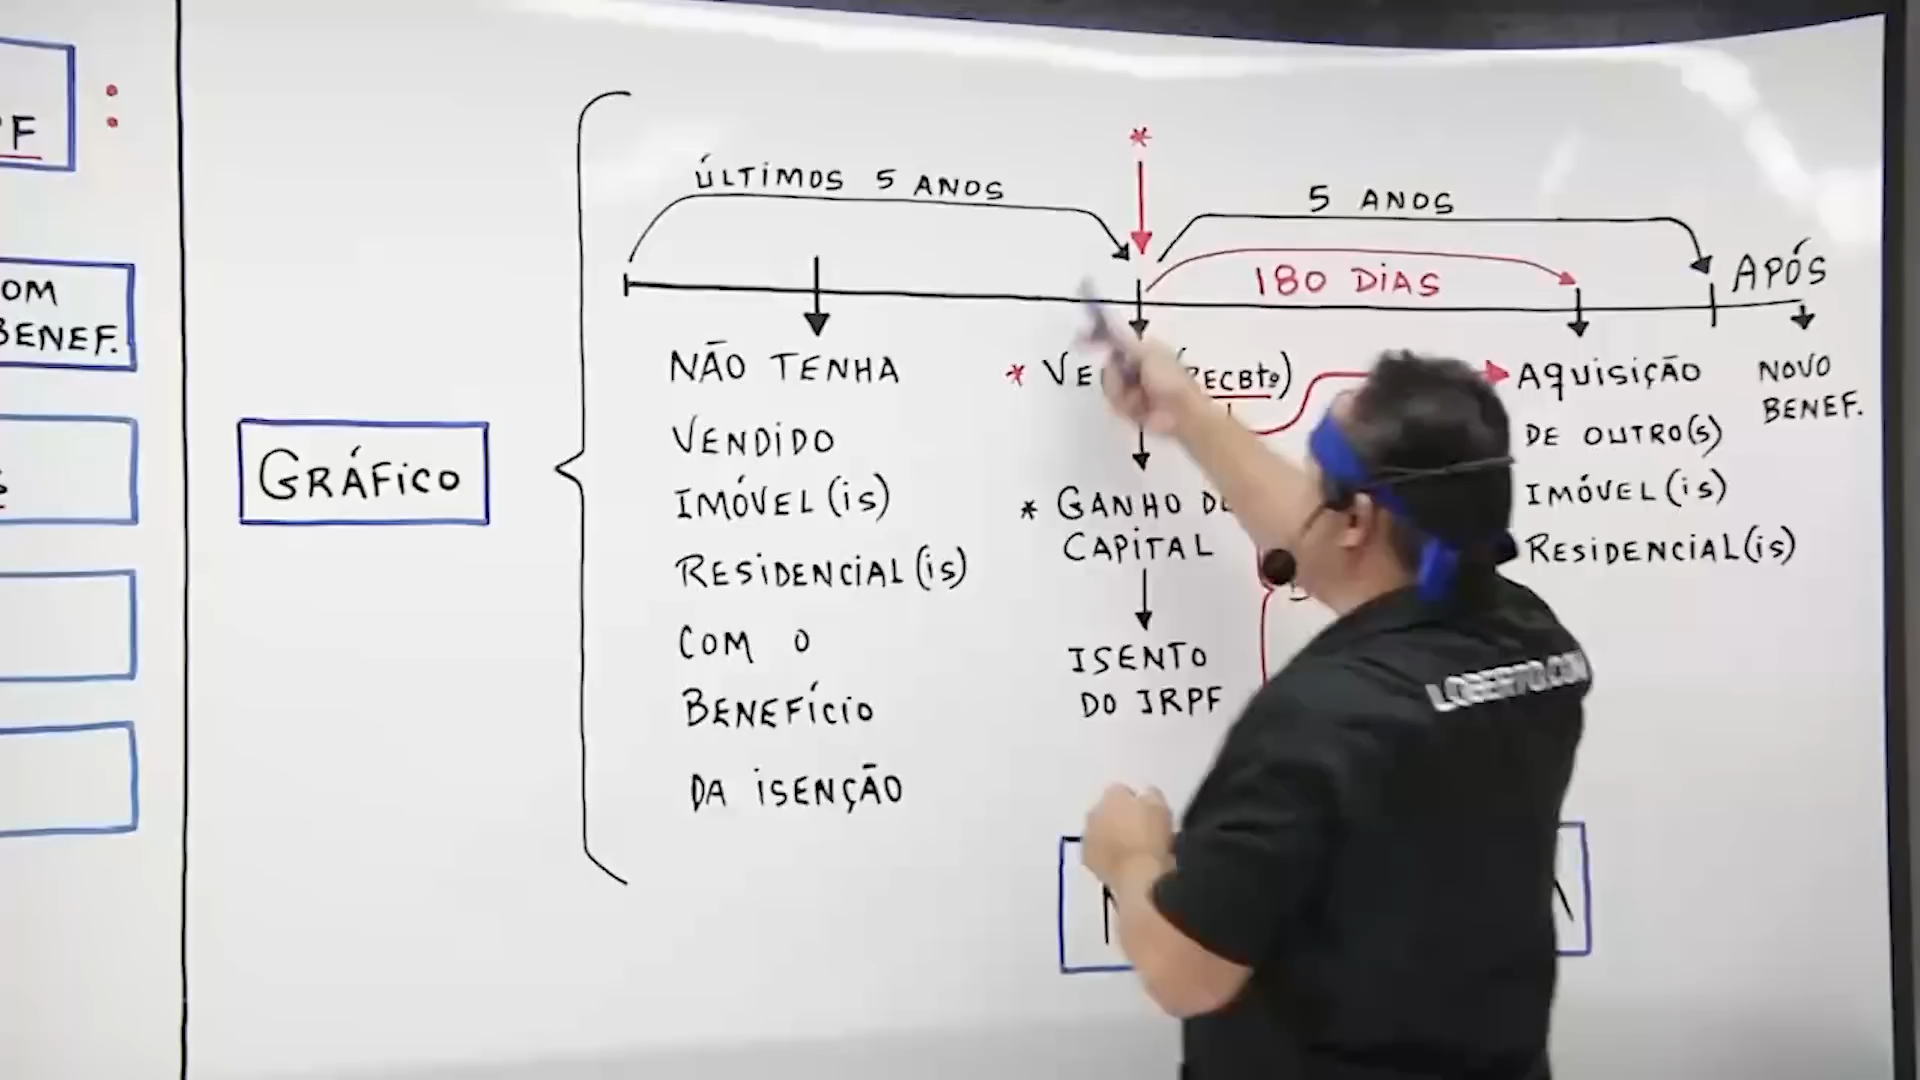 OM
BENEF.
GRÁFICO
ÚLTIMOS 5 ANOS
NÃO TENHA
VENDIDO
IMÓVEL(is)
RESIDENCIAL(is)
COM O
BENEFÍCIO
DA ISENÇÃO
*
* (RECBTº)
* GANHO
CAPITAL
ISENTO
DO IRPF
5 ANOS
180 DIAS
AQUISIÇÃO
DE OUTRO(S)
IMÓVEL(is)
RESIDENCIAL(is)
APÓS
NOVO
BENEF.